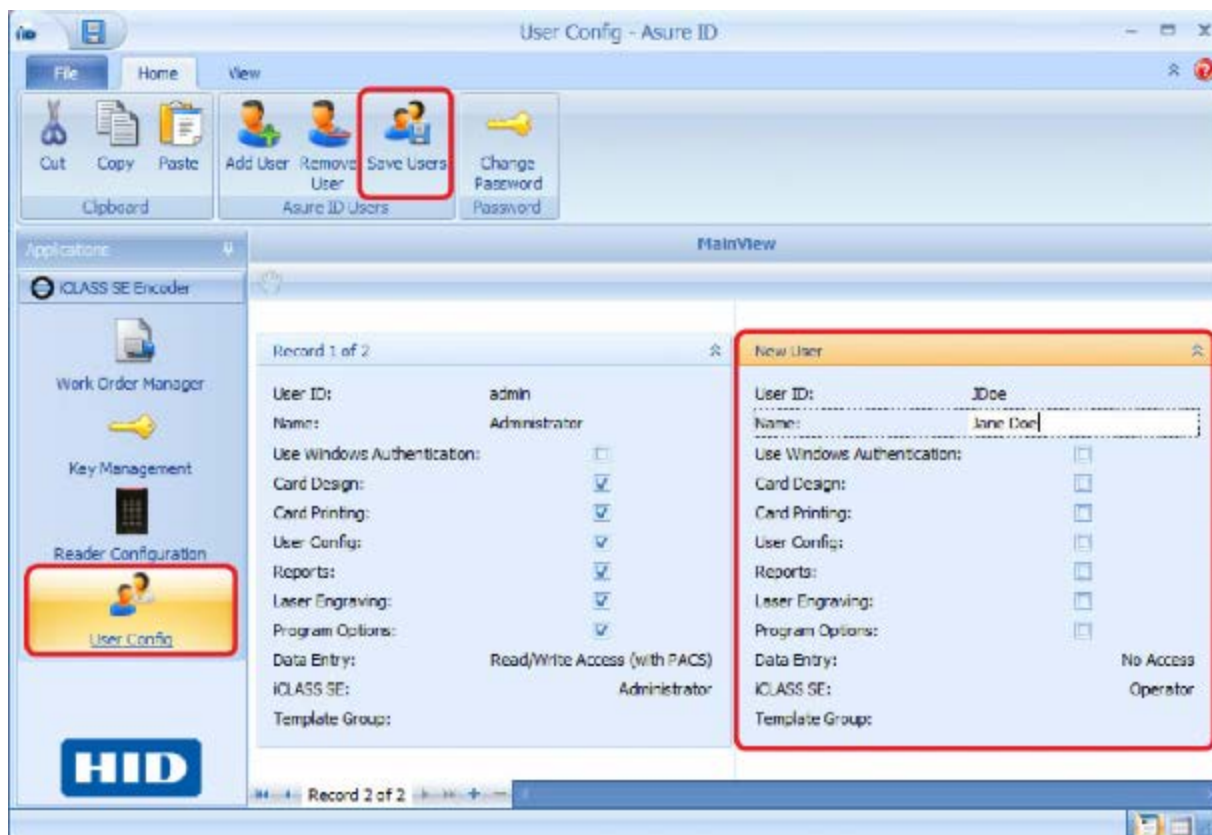 iiD
User Config - Asure ID
File Home View
Cut Copy Paste Add User Remove User Save Users Change Password
Clipboard Asure ID Users Password
Applications
MainView
iCLASS SE Encoder
Work Order Manager
Key Management
Reader Configuration
User Config
HID
Record 1 of 2
User ID: admin
Name: Administrator
Use Windows Authentication:
Card Design:
Card Printing:
User Config:
Reports:
Laser Engraving:
Program Options:
Data Entry: Read/Write Access (with PACS)
iCLASS SE: Administrator
Template Group:
New User
User ID: JDoe
Name: Jane Doe
Use Windows Authentication:
Card Design:
Card Printing:
User Config:
Reports:
Laser Engraving:
Program Options:
Data Entry: No Access
iCLASS SE: Operator
Template Group:
Record 2 of 2